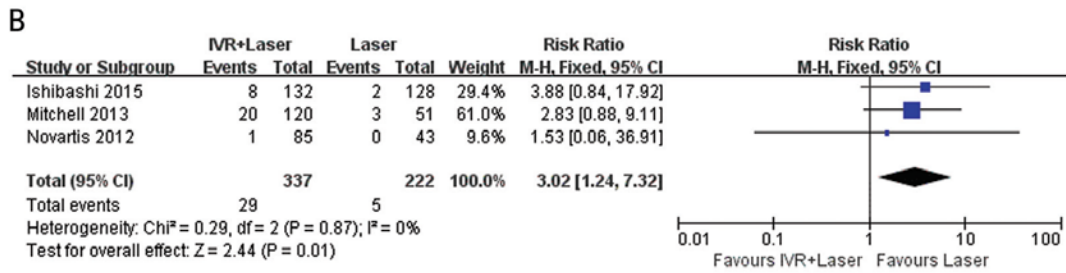 B
IVR+Laser Laser Risk Ratio Risk Ratio
Study or Subgroup Events Total Events Total Weight M-H, Fixed, 95% CI M-H, Fixed, 95% CI
Ishibashi 2015 8 132 2 128 29.4% 3.88 [0.84, 17.92]
Mitchell 2013 20 120 3 51 61.0% 2.83 [0.88, 9.11]
Novartis 2012 1 85 0 43 9.6% 1.53 [0.06, 36.91]
Total (95% CI) 337 222 100.0% 3.02 [1.24, 7.32]
Total events 29 5
Heterogeneity: Chi² = 0.29, df = 2 (P = 0.87); I² = 0%
Test for overall effect: Z = 2.44 (P = 0.01)
0.01 0.1 1 10 100
Favours IVR+Laser Favours Laser